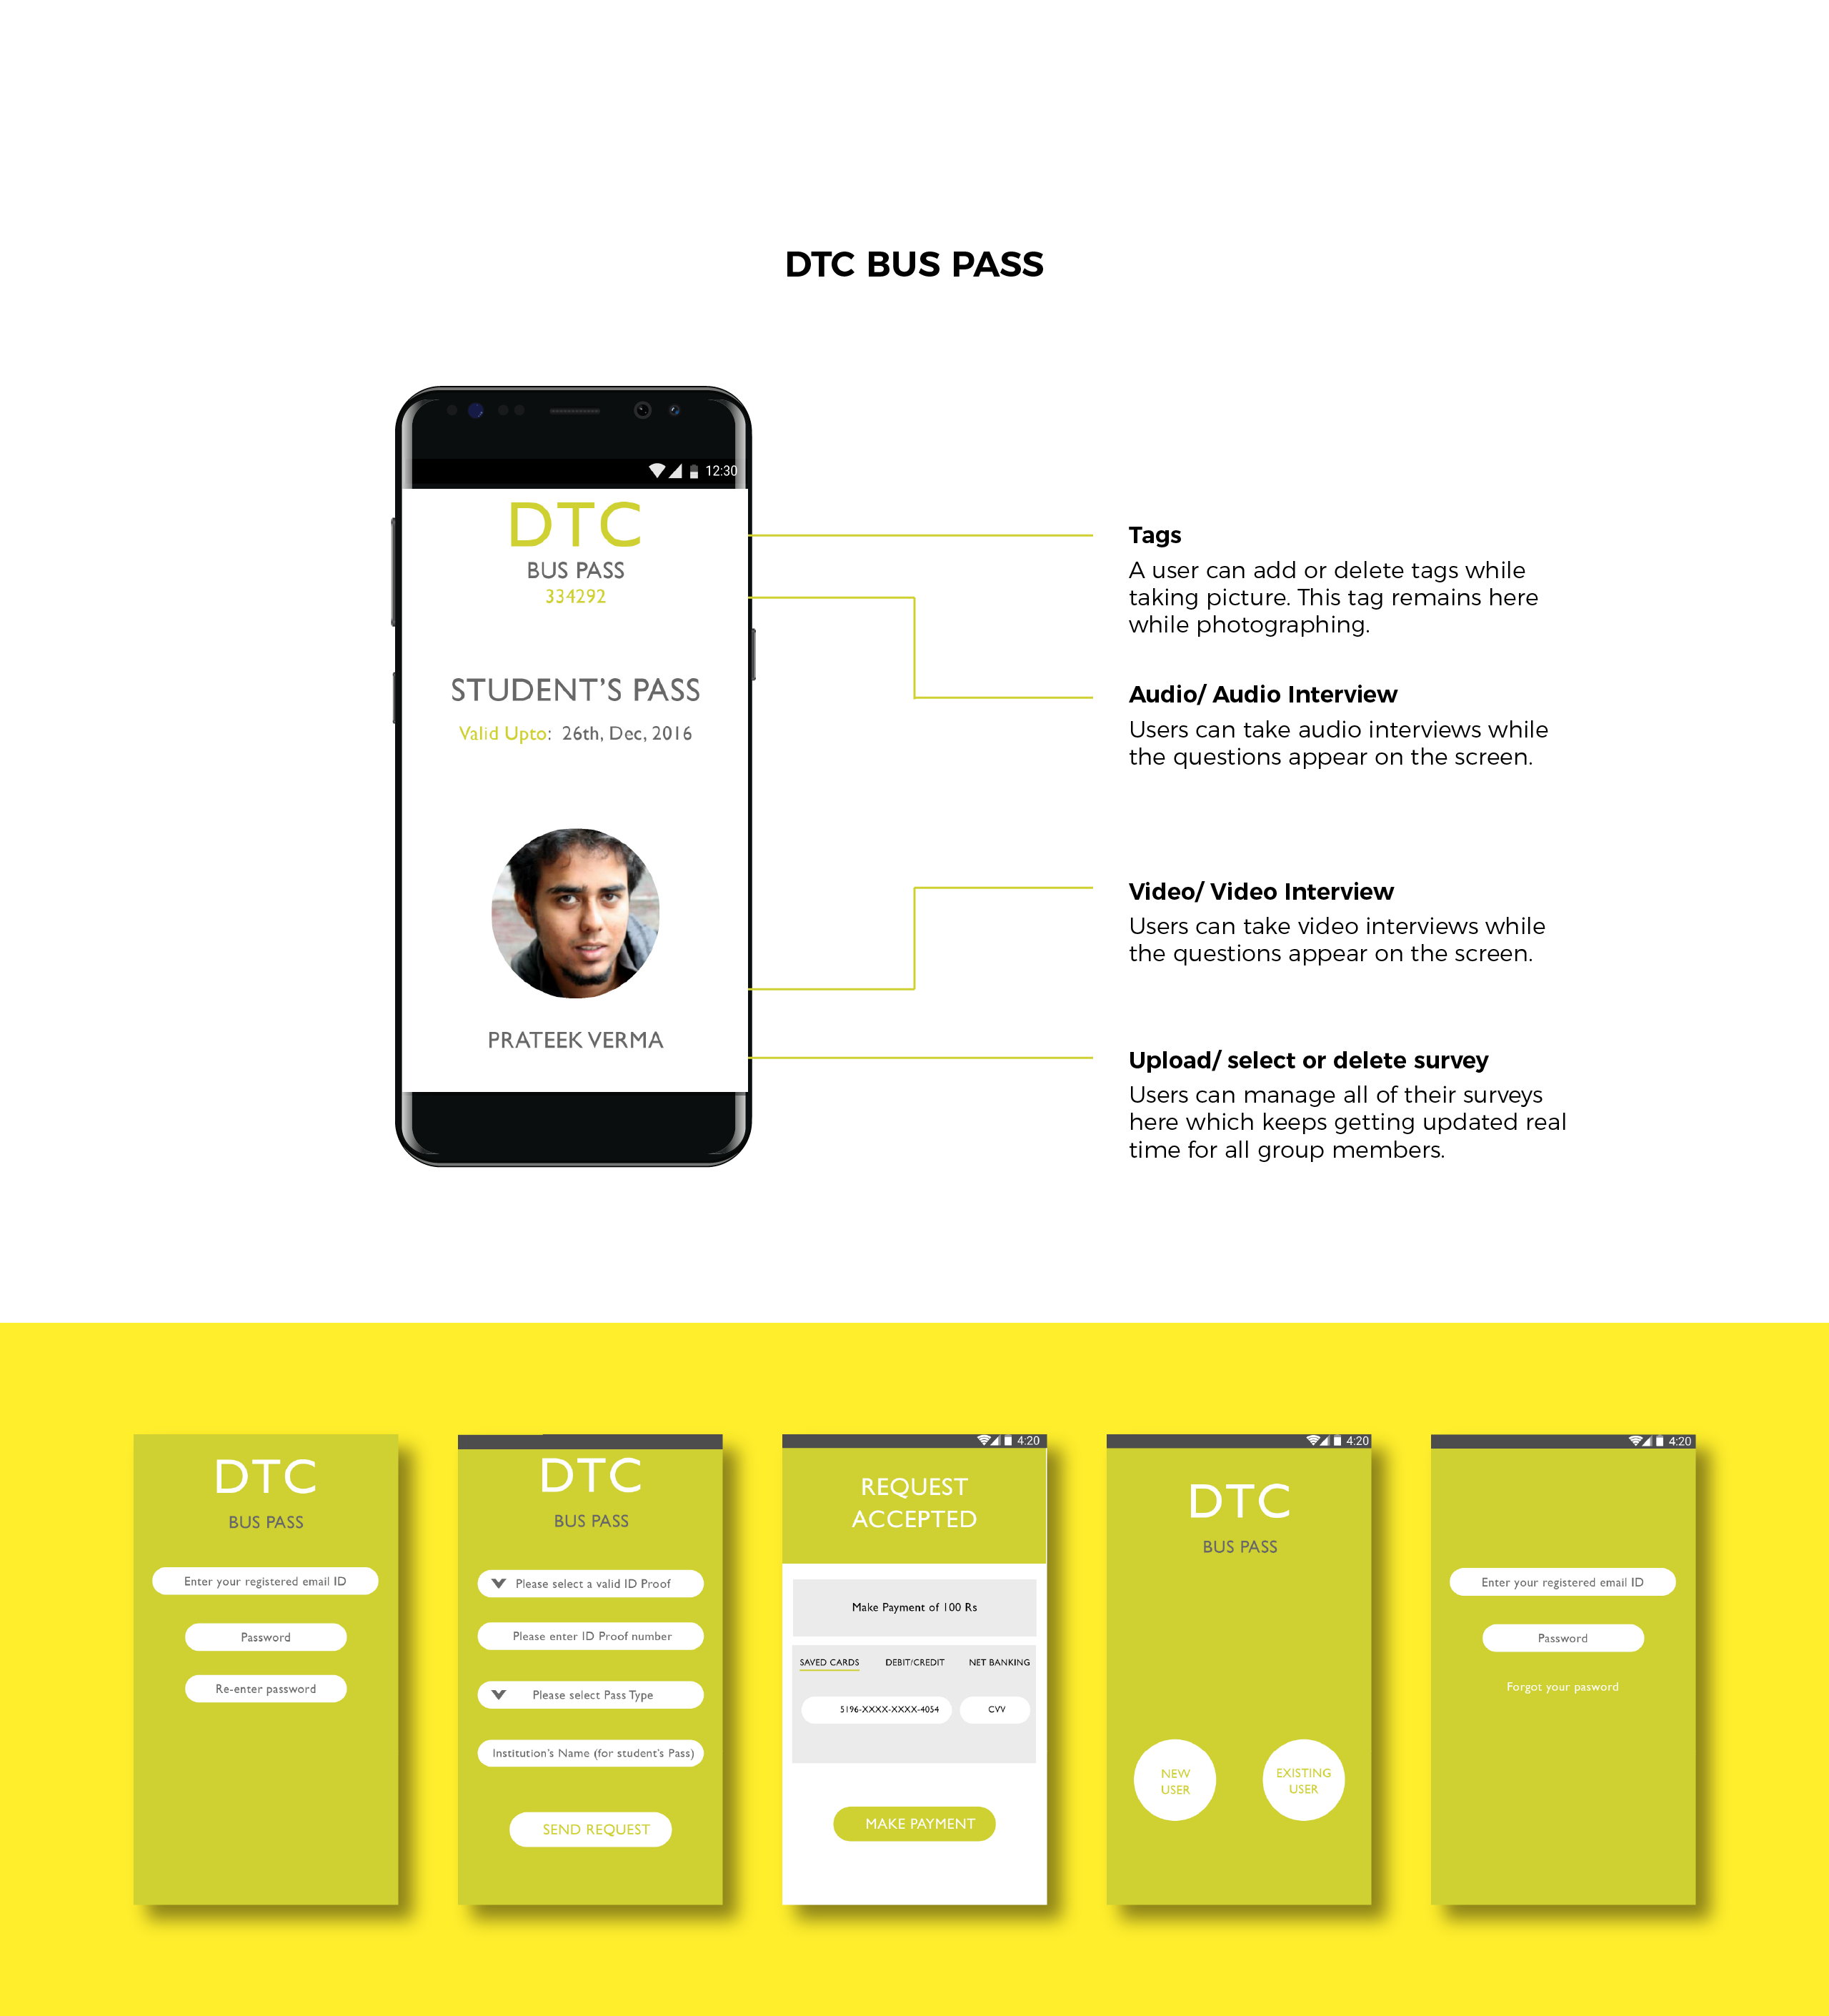 DTC BUS PASS
12:30
DTC
BUS PASS
334292
STUDENT'S PASS
Valid Upto: 26th, Dec, 2016
PRATEEK VERMA
Tags
A user can add or delete tags while
taking picture. This tag remains here
while photographing.
Audio/ Audio Interview
Users can take audio interviews while
the questions appear on the screen.
Video/ Video Interview
Users can take video interviews while
the questions appear on the screen.
Upload/ select or delete survey
Users can manage all of their surveys
here which keeps getting updated real
time for all group members.
DTC
BUS PASS
Enter your registered email ID
Password
Re-enter password
DTC
BUS PASS
Please select a valid ID Proof
Please enter ID Proof number
Please select Pass Type
Institution's Name (for student's Pass)
SEND REQUEST
4:20
REQUEST
ACCEPTED
Make Payment of 100 Rs
SAVED CARDS DEBIT/CREDIT NET BANKING
5196-XXXX-XXXX-4054 CVV
MAKE PAYMENT
4:20
DTC
BUS PASS
NEW
USER
EXISTING
USER
4:20
Enter your registered email ID
Password
Forgot your pasword